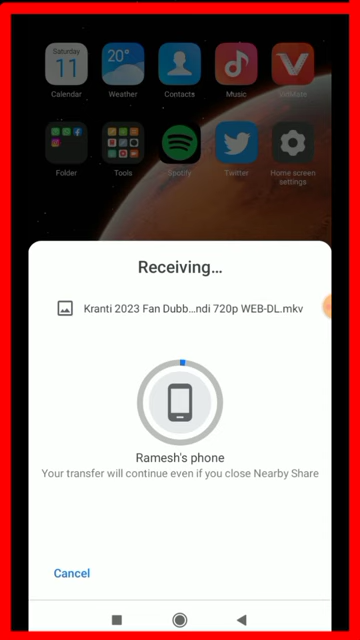 Saturday
11
20°
Calendar
Weather
Contacts
Music
VidMate
Folder
Tools
Spotify
Twitter
Home screen
settings
Receiving...
Kranti 2023 Fan Dubb...ndi 720p WEB-DL.mkv
Ramesh's phone
Your transfer will continue even if you close Nearby Share
Cancel